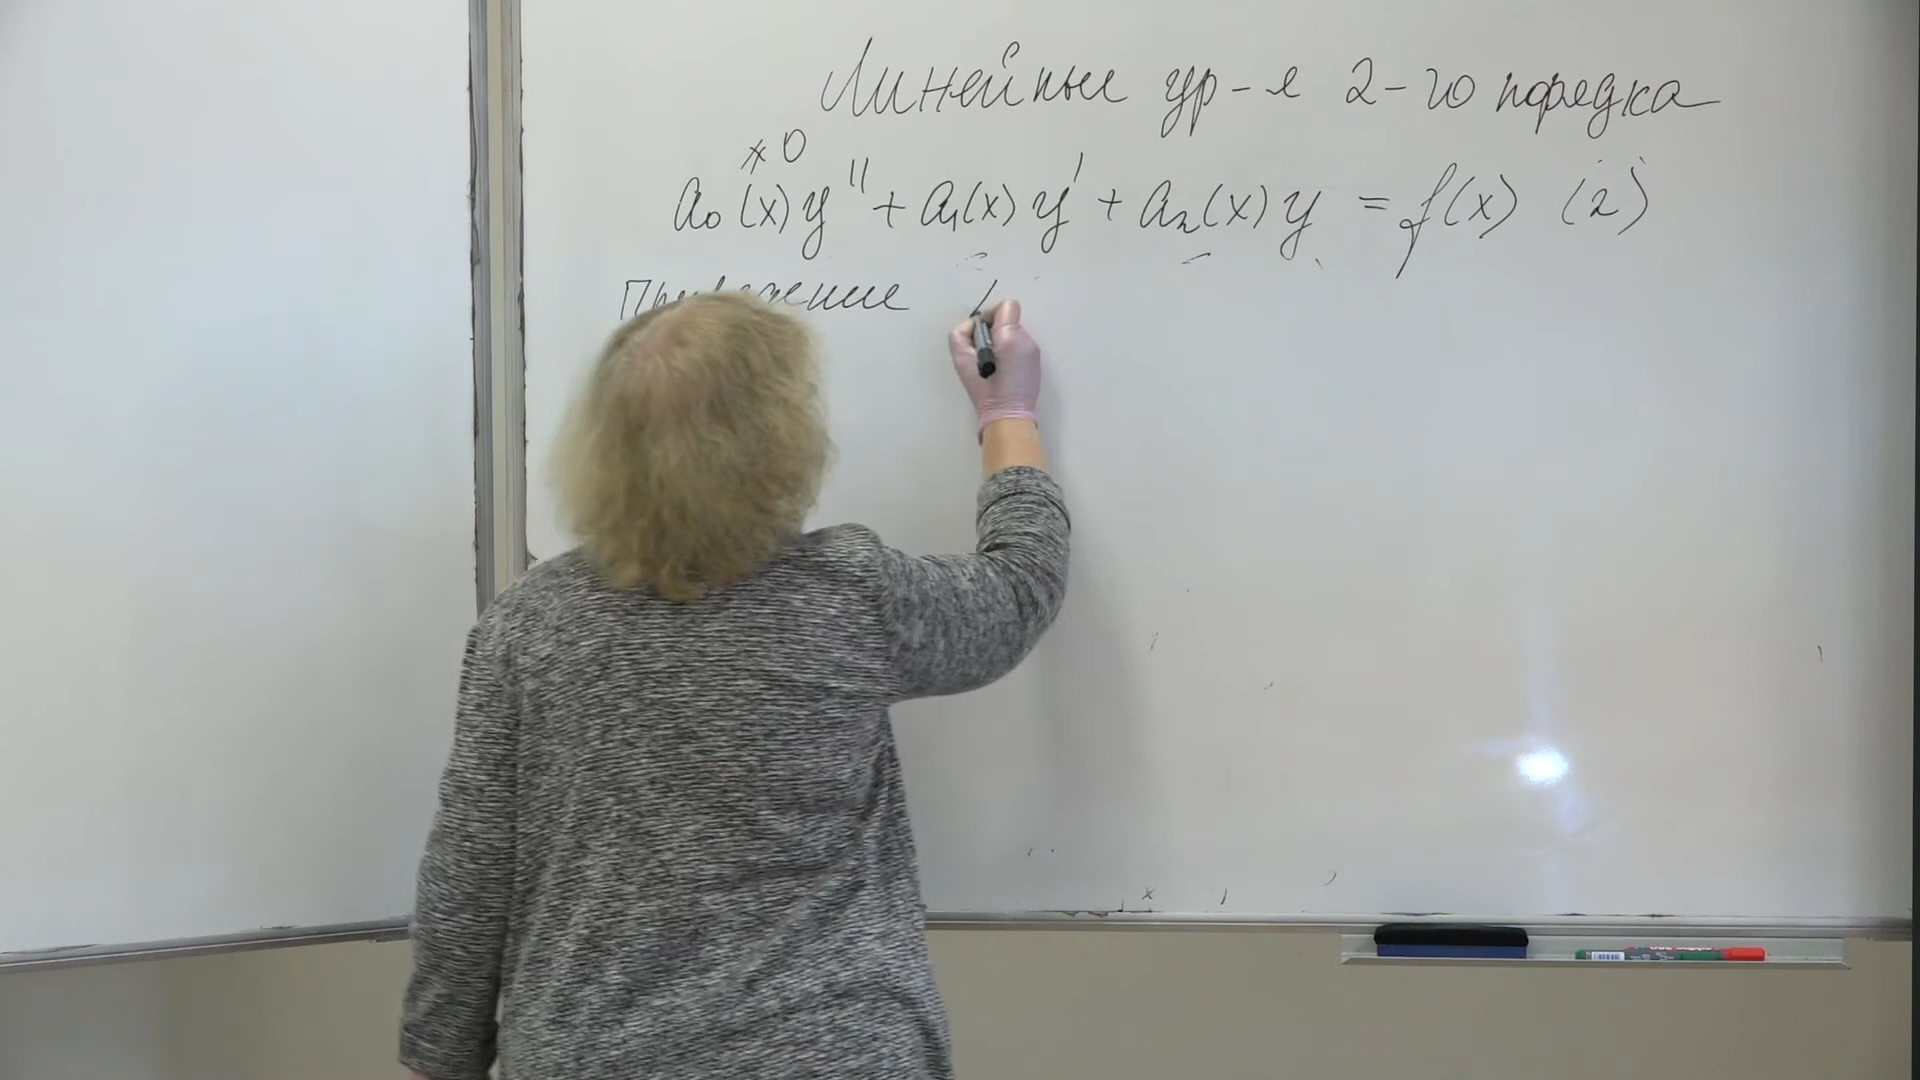 Линейные ур-я 2-го порядка
≠ 0
a₀(x)y'' + a₁(x)y' + a₂(x)y = f(x) (2)